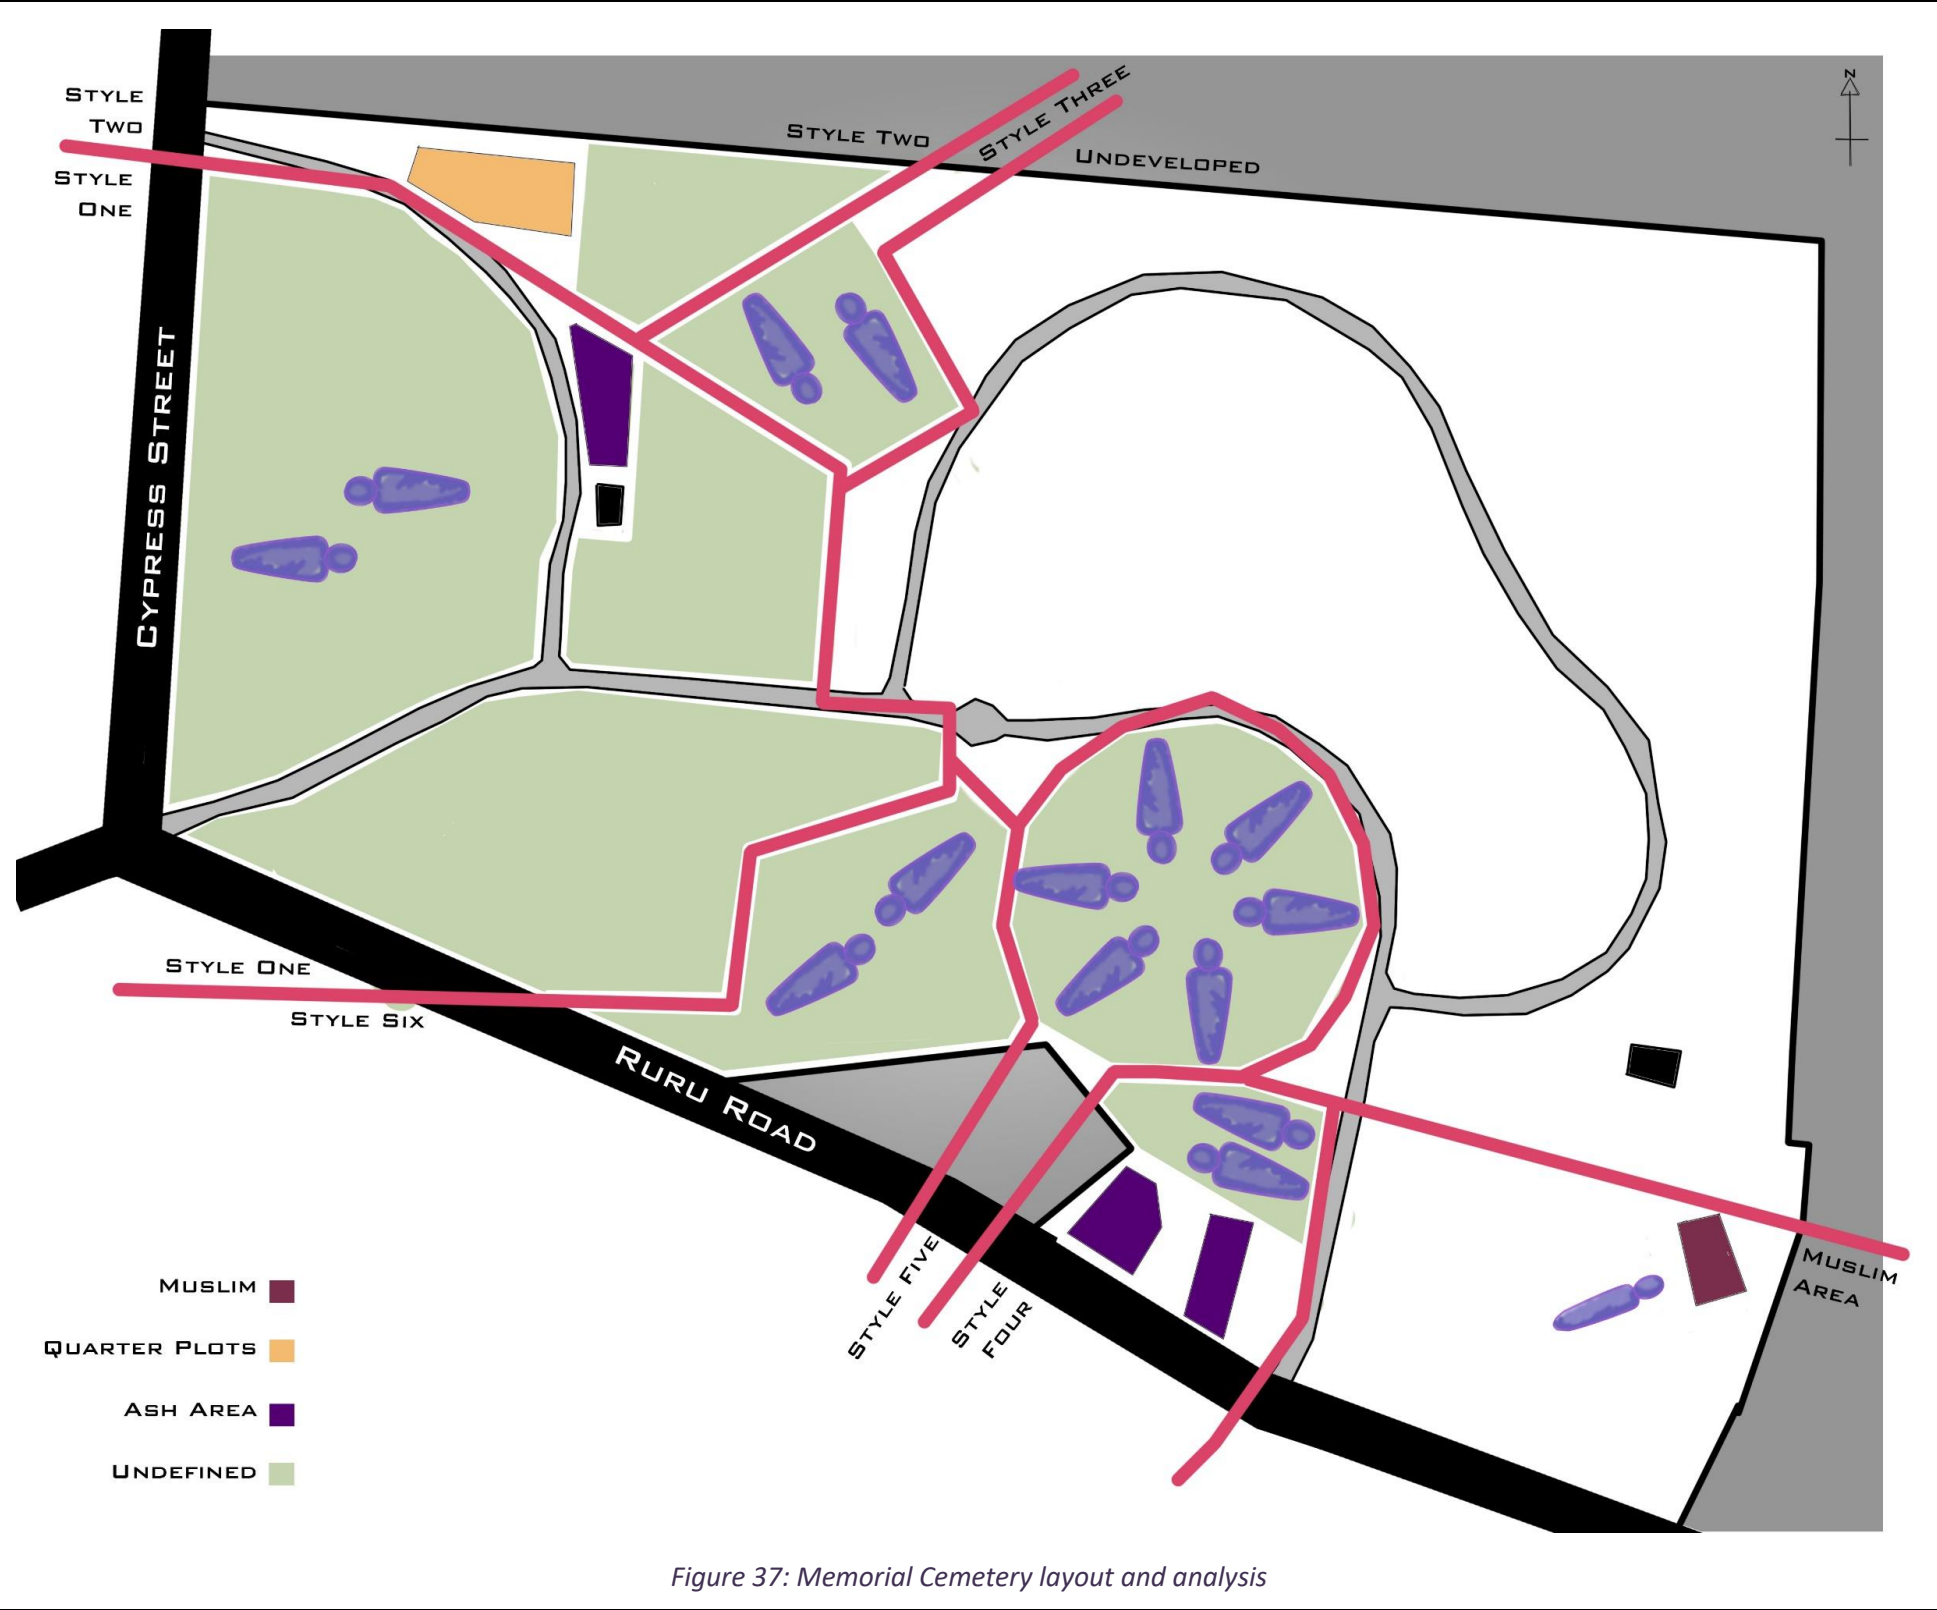 N
STYLE
TWO
STYLE TWO
STYLE THREE
UNDEVELOPED
STYLE
ONE
CYPRESS STREET
STYLE ONE
STYLE SIX
RURU ROAD
STYLE FIVE
STYLE
FOUR
MUSLIM
AREA
MUSLIM
QUARTER PLOTS
ASH AREA
UNDEFINED
Figure 37: Memorial Cemetery layout and analysis